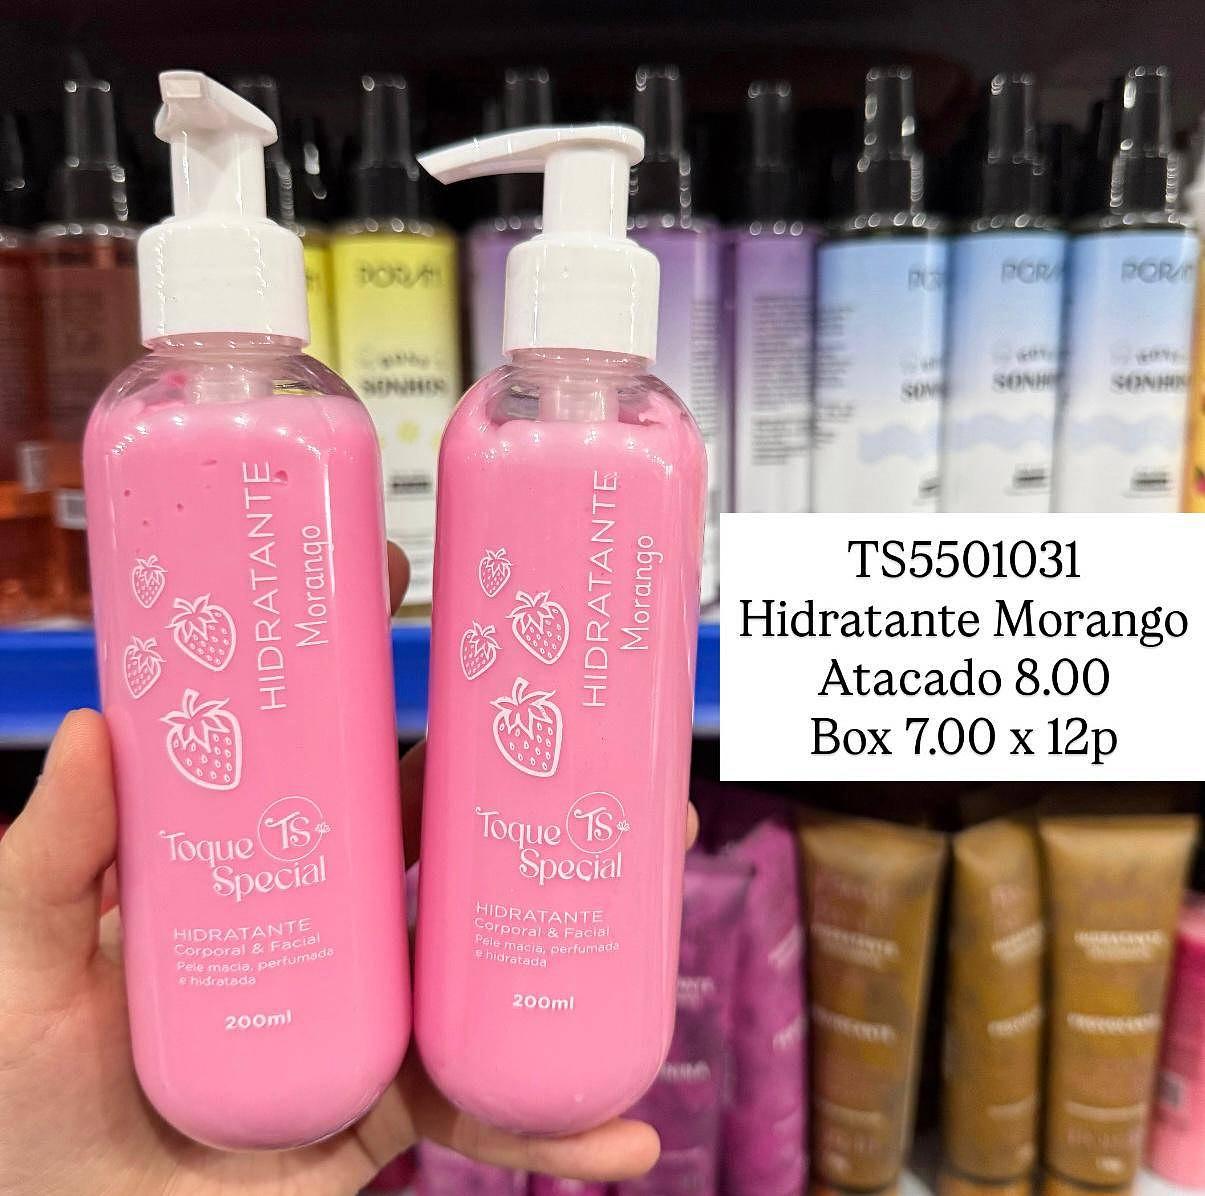 HIDRATANTE
Morango
Toque TS
Special
HIDRATANTE
Corporal & Facial
Pele macia, perfumada
e hidratada
200ml
HIDRATANTE
Morango
Toque TS
Special
HIDRATANTE
Corporal & Facial
Pele macia, perfumada
e hidratada
200ml
TS5501031
Hidratante Morango
Atacado 8.00
Box 7.00 x 12p
SONHOS
SONHOS
HIDRATANTE